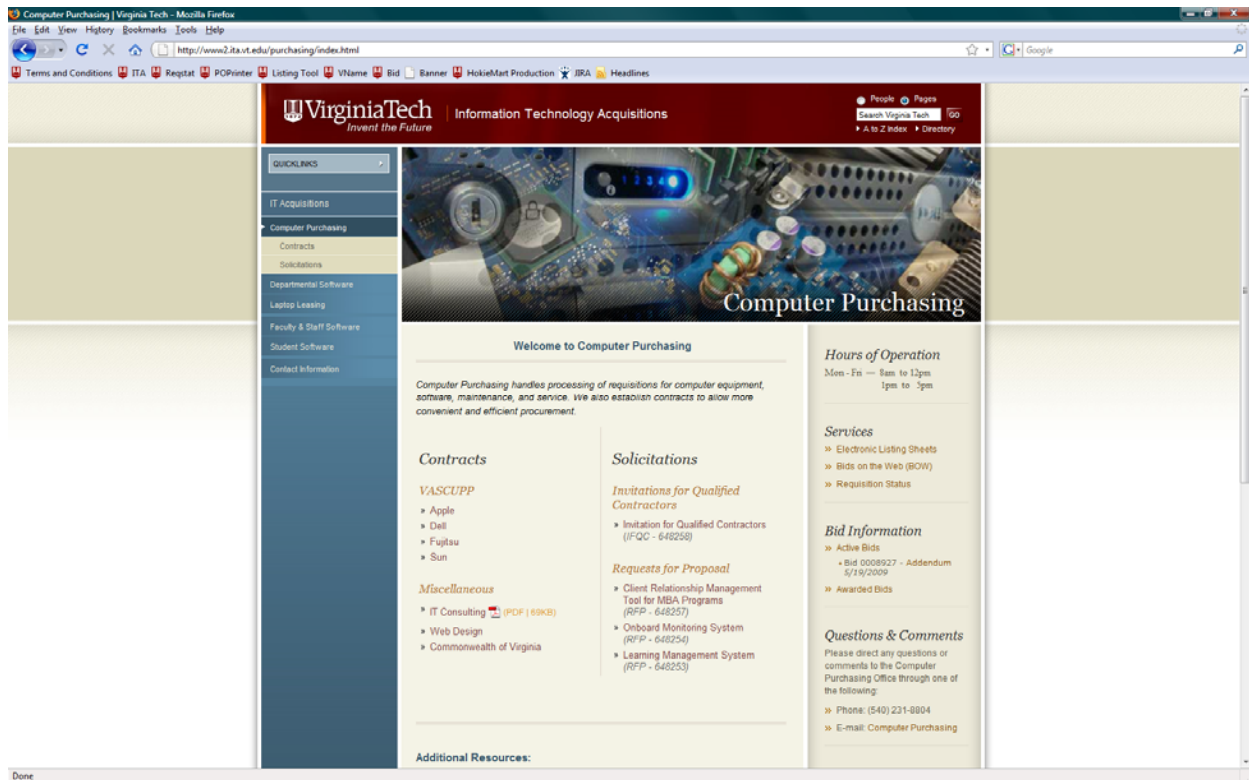 Computer Purchasing | Virginia Tech - Mozilla Firefox
File Edit View History Bookmarks Tools Help
http://www2.ita.vt.edu/purchasing/index.html
Google
Terms and Conditions ITA Reqstat POPrinter Listing Tool VName Bid Banner HokieMart Production JIRA Headlines
VirginiaTech
Invent the Future
Information Technology Acquisitions
People Pages
Search Virginia Tech GO
A to Z Index Directory
QUICKLINKS
IT Acquisitions
Computer Purchasing
Contracts
Solicitations
Departmental Software
Laptop Leasing
Faculty & Staff Software
Student Software
Contact Information
1 2 3 4
Computer Purchasing
Welcome to Computer Purchasing
Computer Purchasing handles processing of requisitions for computer equipment,
software, maintenance, and service. We also establish contracts to allow more
convenient and efficient procurement.
Contracts
VASCUPP
» Apple
» Dell
» Fujitsu
» Sun
Miscellaneous
» IT Consulting (PDF | 69KB)
» Web Design
» Commonwealth of Virginia
Solicitations
Invitations for Qualified
Contractors
» Invitation for Qualified Contractors
(IFQC - 648258)
Requests for Proposal
» Client Relationship Management
Tool for MBA Programs
(RFP - 648257)
» Onboard Monitoring System
(RFP - 648254)
» Learning Management System
(RFP - 648253)
Additional Resources:
Hours of Operation
Mon - Fri — 8am to 12pm
1pm to 5pm
Services
» Electronic Listing Sheets
» Bids on the Web (BOW)
» Requisition Status
Bid Information
» Active Bids
• Bid 0008927 - Addendum
5/19/2009
» Awarded Bids
Questions & Comments
Please direct any questions or
comments to the Computer
Purchasing Office through one of
the following:
» Phone: (540) 231-8804
» E-mail: Computer Purchasing
Done